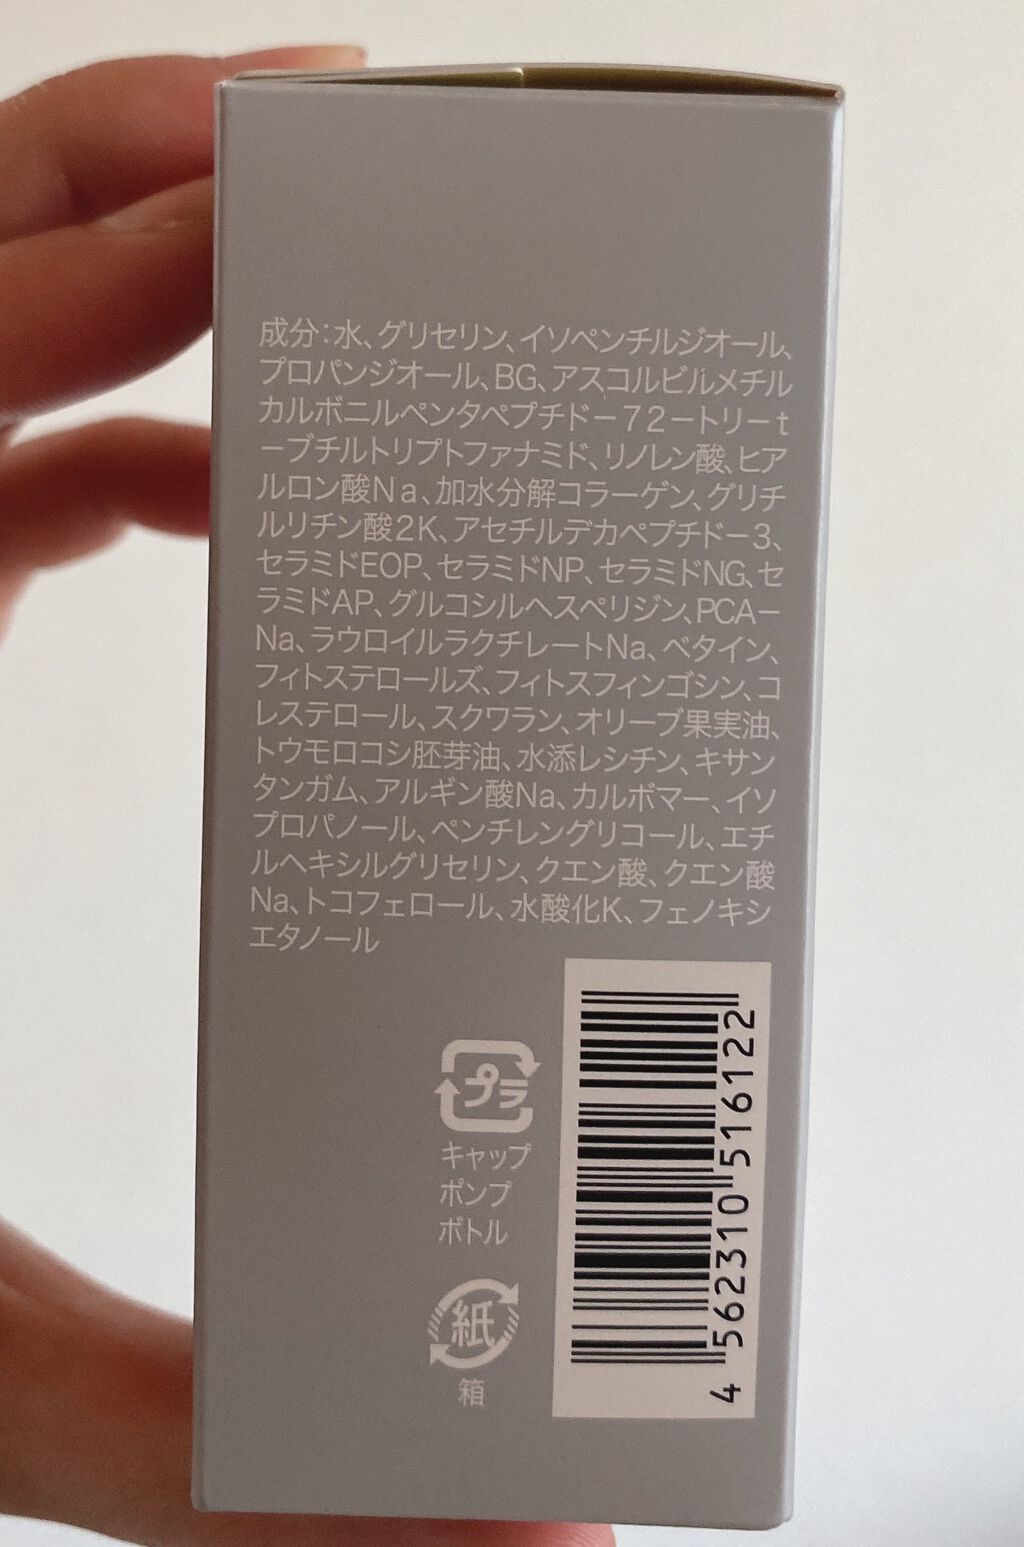 成分：水、グリセリン、イソペンチルジオール、
プロパンジオール、BG、アスコルビルメチル
カルボニルペンタペプチドー７２ートリーt
ーブチルトリプトファナミド、リノレン酸、ヒア
ルロン酸Na、加水分解コラーゲン、グリチ
ルリチン酸2K、アセチルデカペプチドー3、
セラミドEOP、セラミドNP、セラミドNG、セ
ラミドAP、グルコシルヘスペリジン、PCAー
Na、ラウロイルラクチレートNa、ベタイン、
フィトステロールズ、フィトスフィンゴシン、コ
レステロール、スクワラン、オリーブ果実油、
トウモロコシ胚芽油、水添レシチン、キサン
タンガム、アルギン酸Na、カルボマー、イソ
プロパノール、ペンチレングリコール、エチ
ルヘキシルグリセリン、クエン酸、クエン酸
Na、トコフェロール、水酸化K、フェノキシ
エタノール
プラ
キャップ
ポンプ
ボトル
紙
箱
4 562310 516122